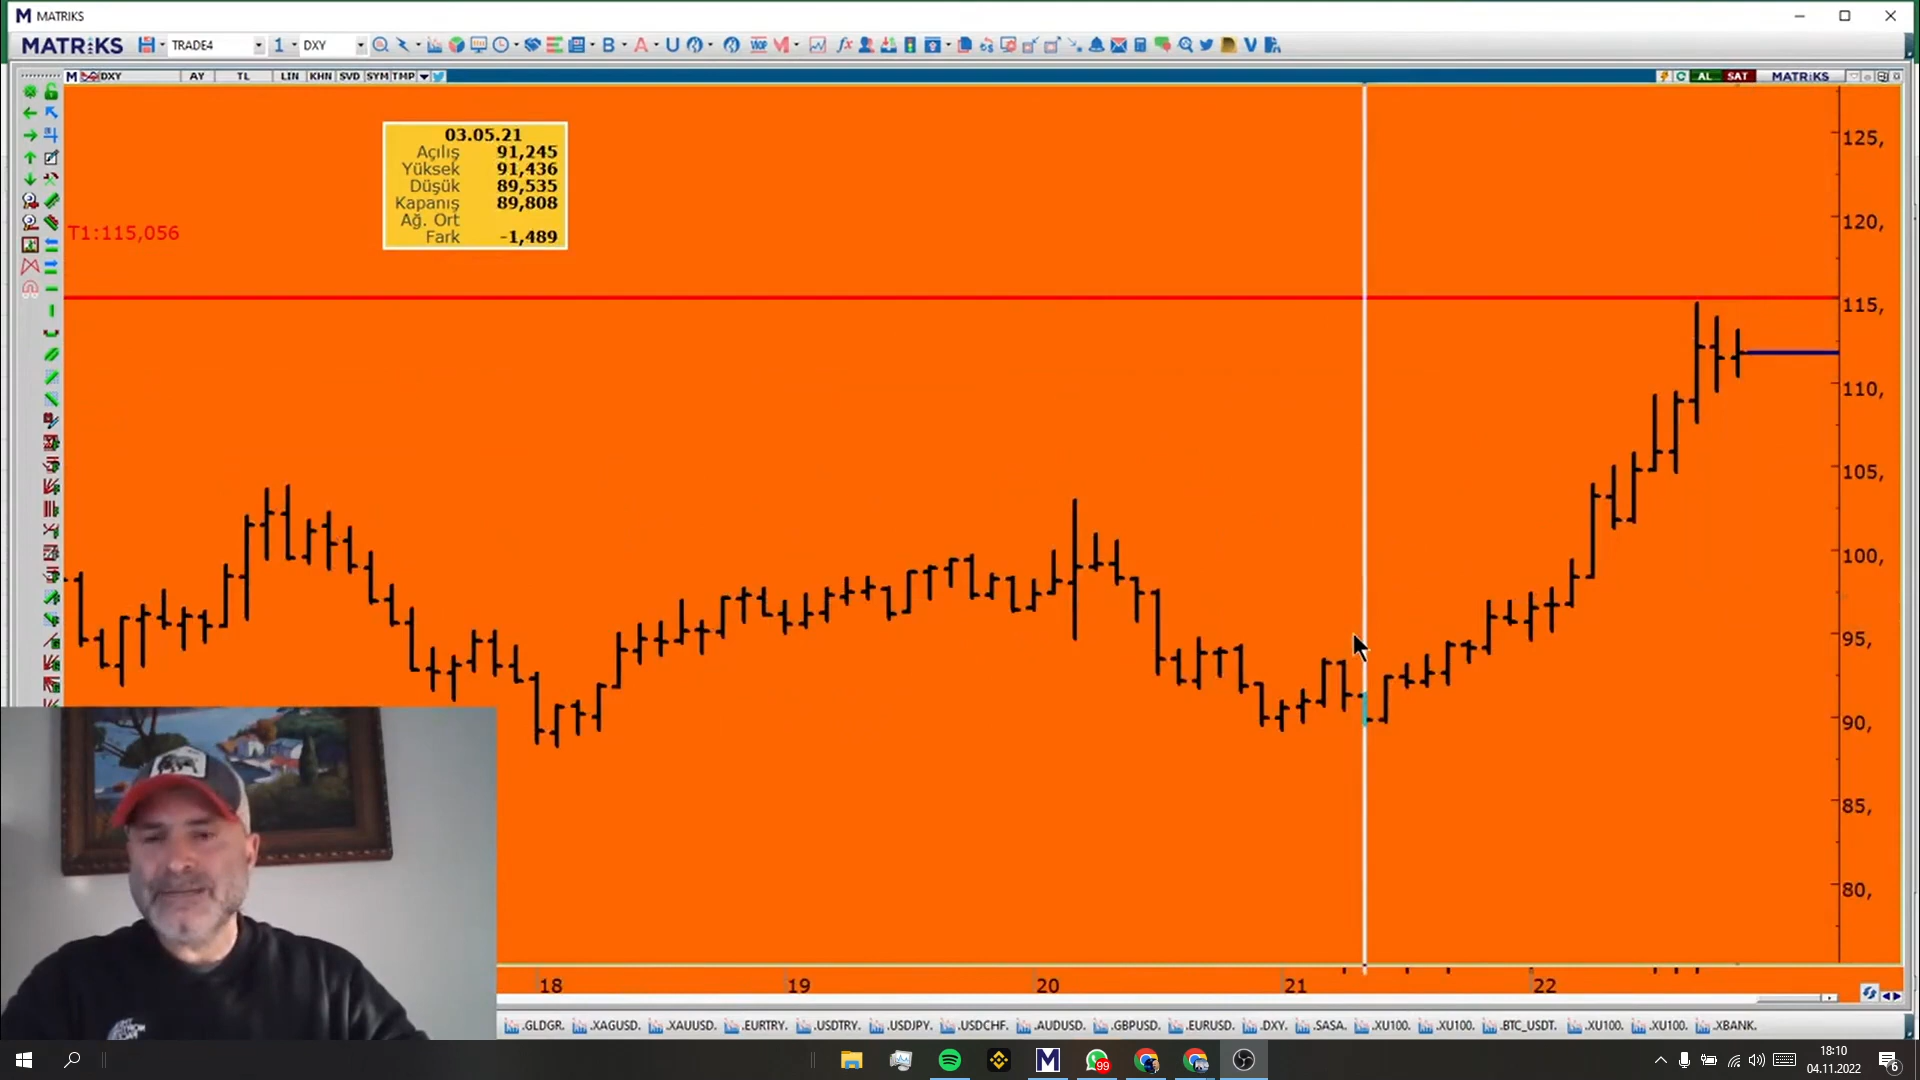 MATRIKS
MATRiKS TRADE4 1 DXY B A U fx V
M DXY AY TL LIN KHN SVD SYM TMP AL SAT MATRiKS
03.05.21
Açılış 91,245
Yüksek 91,436
Düşük 89,535
Kapanış 89,808
Ağ. Ort
Fark -1,489
T1:115,056
125,
120,
115,
110,
105,
100,
95,
90,
85,
80,
18 19 20 21 22
.GLDGR. .XAGUSD. .XAUUSD. .EURTRY. .USDTRY. .USDJPY. .USDCHF. .AUDUSD. .GBPUSD. .EURUSD. .DXY. .SASA. .XU100. .XU100. .BTC_USDT. .XU100. .XU100. .XBANK.
99
18:10
04.11.2022
6